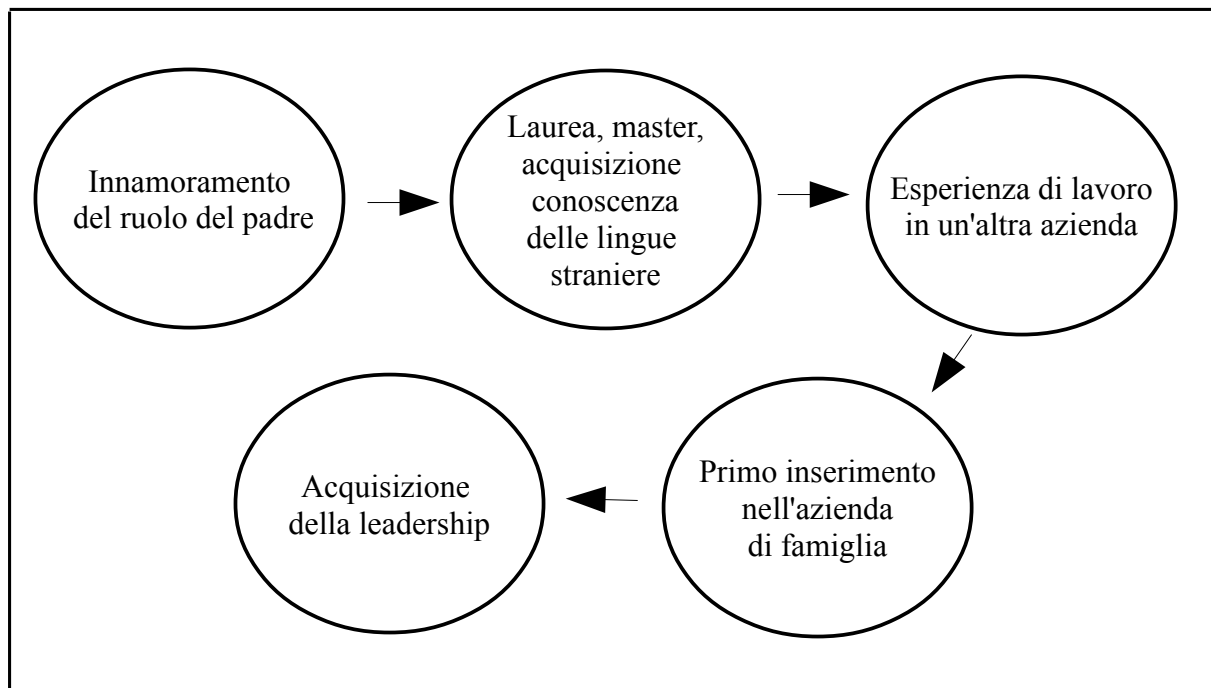 Innamoramento
del ruolo del padre
Laurea, master,
acquisizione
conoscenza
delle lingue
straniere
Esperienza di lavoro
in un'altra azienda
Primo inserimento
nell'azienda
di famiglia
Acquisizione
della leadership